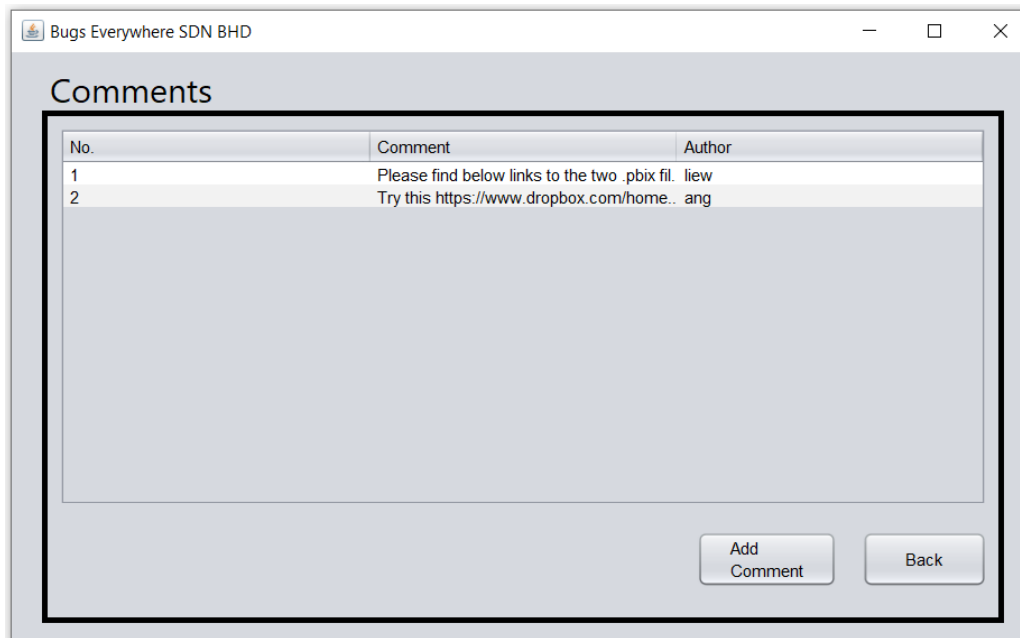 Bugs Everywhere SDN BHD
Comments
No. Comment Author
1 Please find below links to the two .pbix fil. liew
2 Try this https://www.dropbox.com/home.. ang
Add
Comment
Back